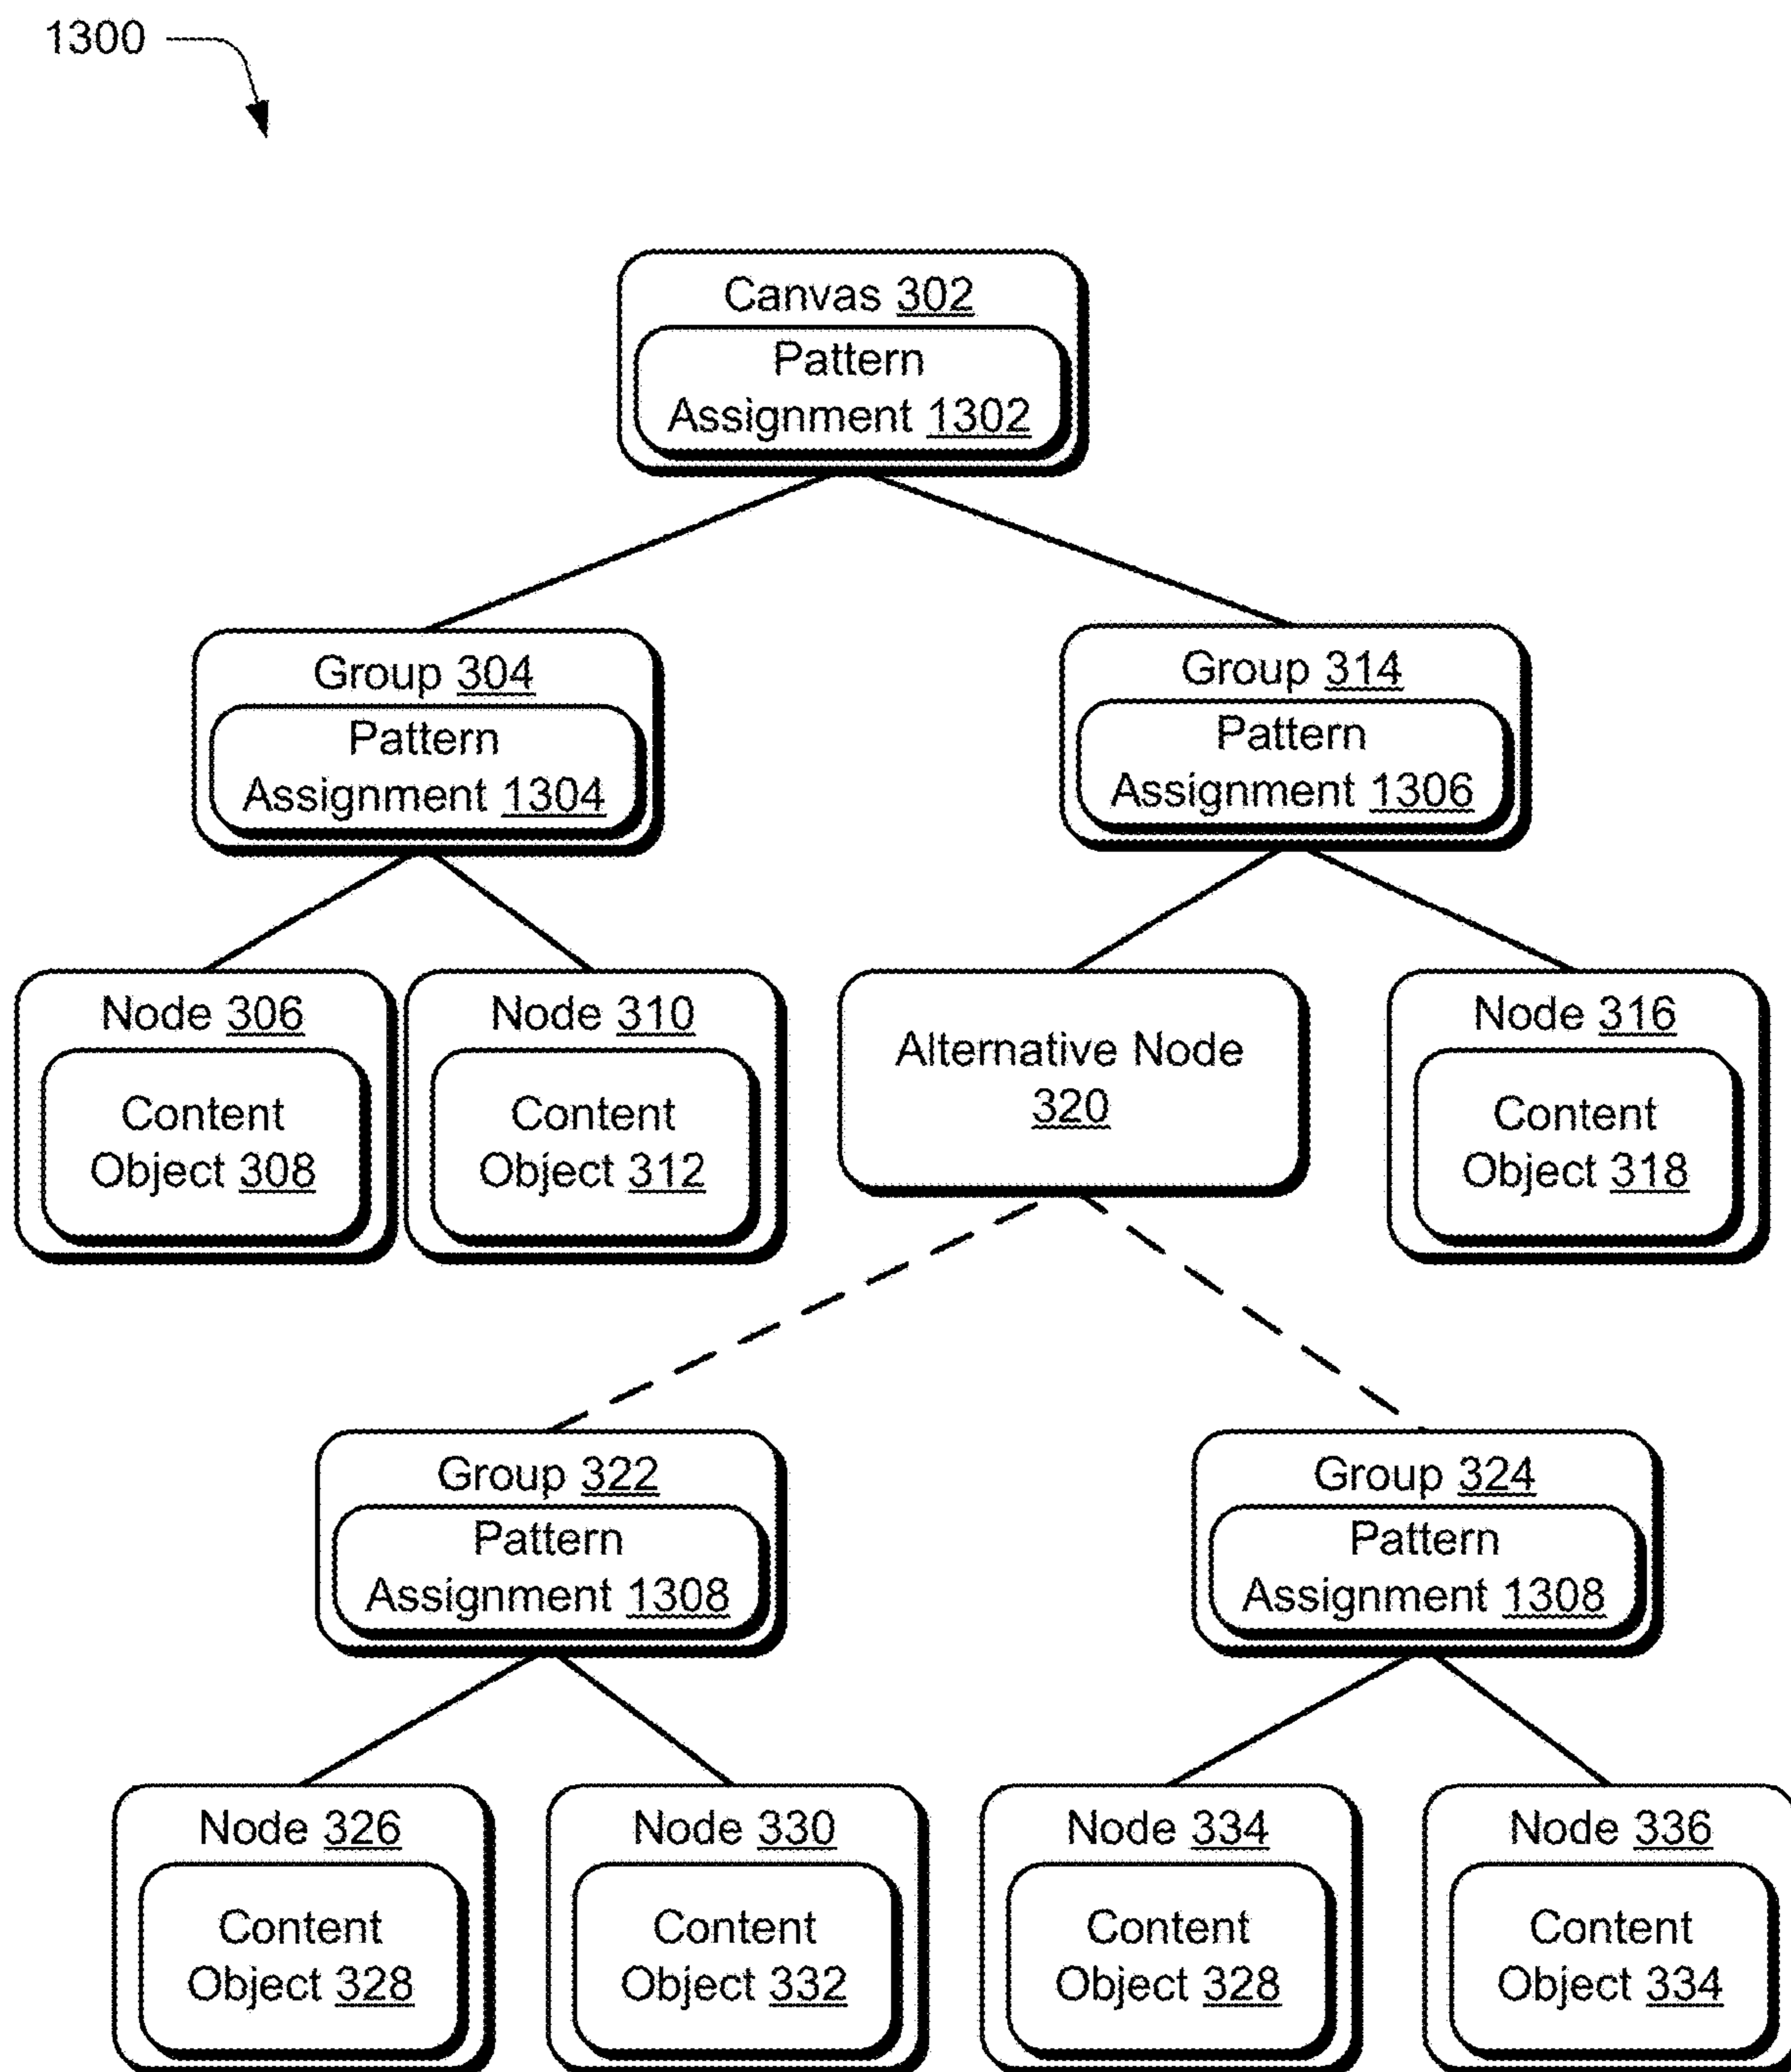 1300
Canvas 302
Pattern
Assignment 1302
Group 304
Pattern
Assignment 1304
Group 314
Pattern
Assignment 1306
Node 306
Content
Object 308
Node 310
Content
Object 312
Alternative Node
320
Node 316
Content
Object 318
Group 322
Pattern
Assignment 1308
Group 324
Pattern
Assignment 1308
Node 326
Content
Object 328
Node 330
Content
Object 332
Node 334
Content
Object 328
Node 336
Content
Object 334